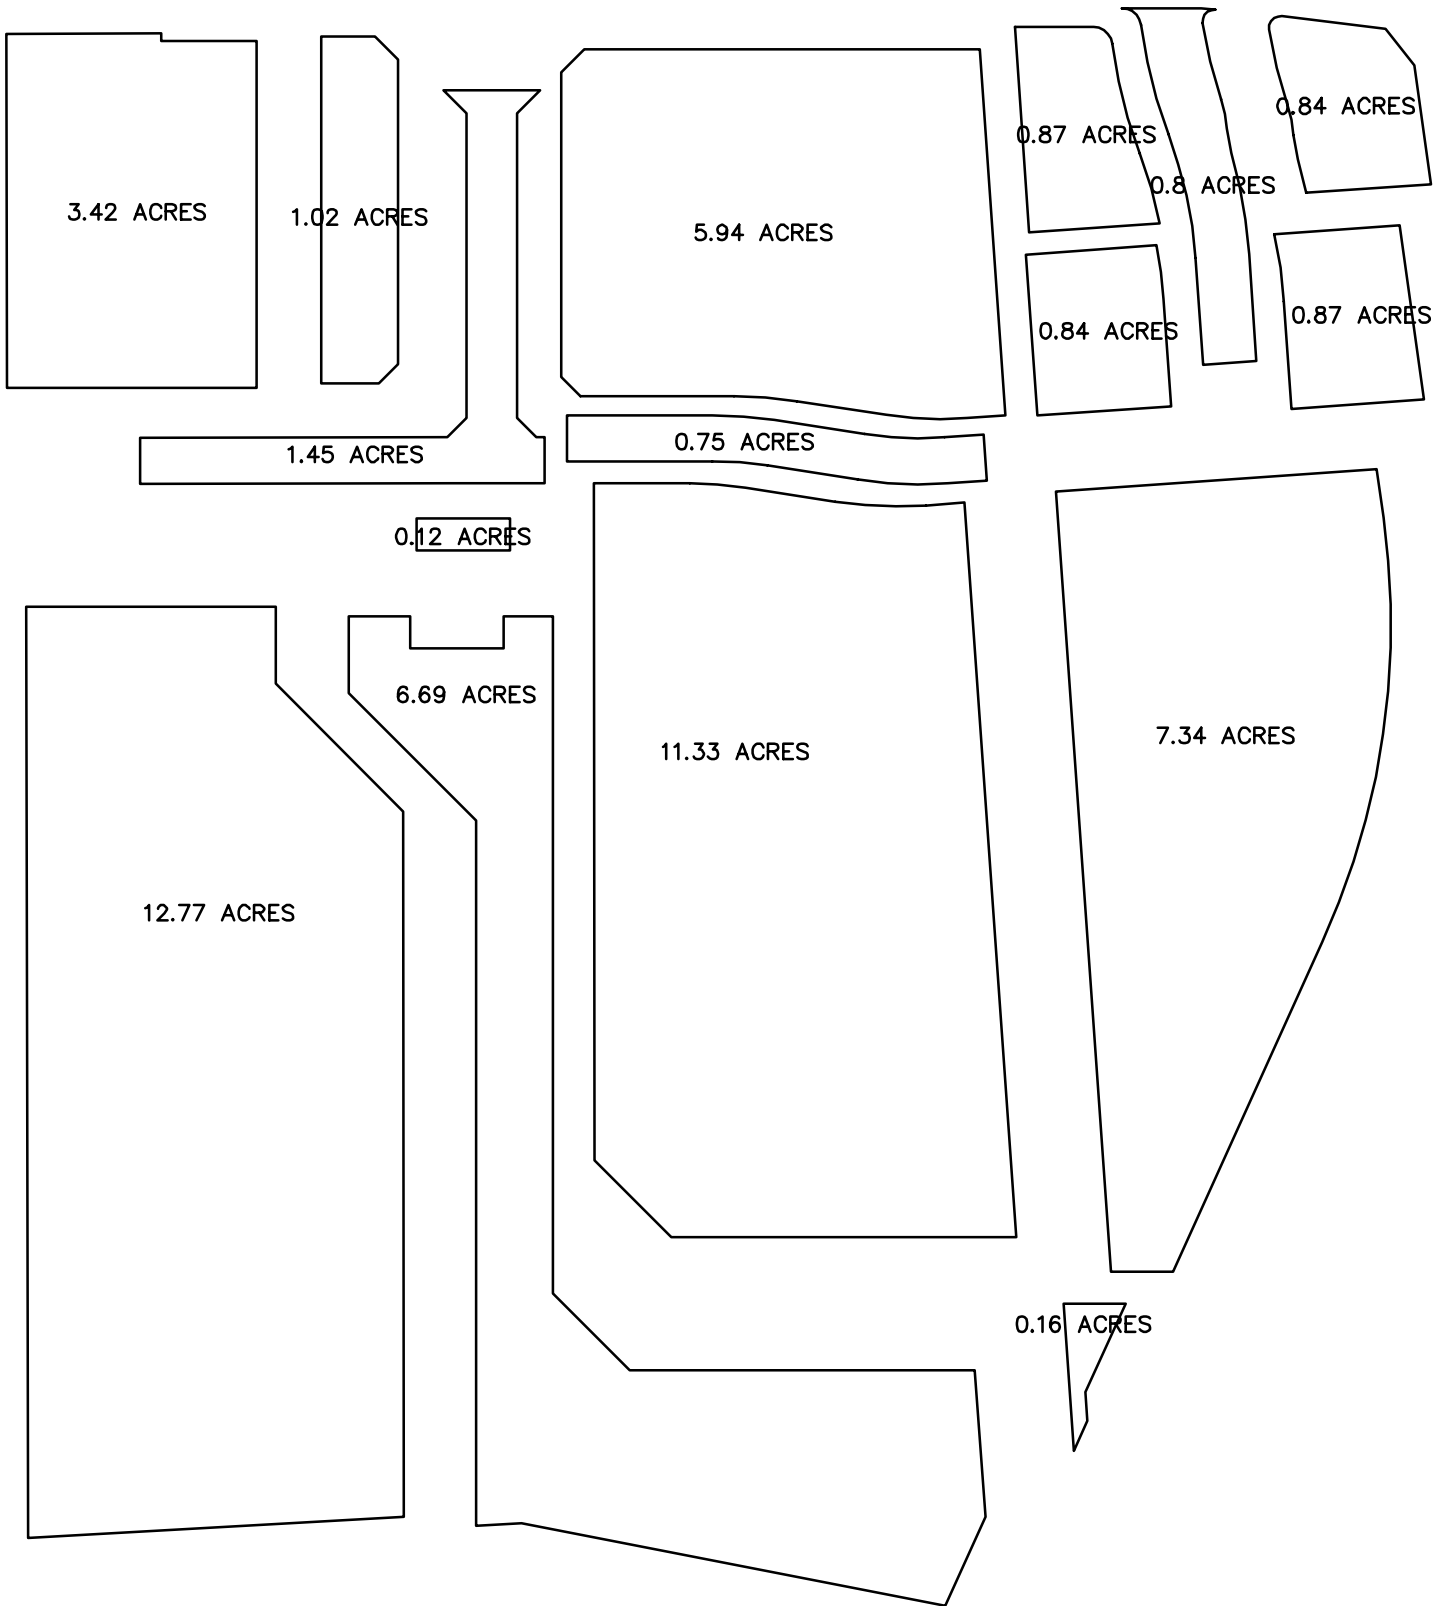 0.84 ACRES
0.87 ACRES
0.8 ACRES
3.42 ACRES
1.02 ACRES
5.94 ACRES
0.87 ACRES
0.84 ACRES
0.75 ACRES
1.45 ACRES
0.12 ACRES
6.69 ACRES
7.34 ACRES
11.33 ACRES
12.77 ACRES
0.16 ACRES